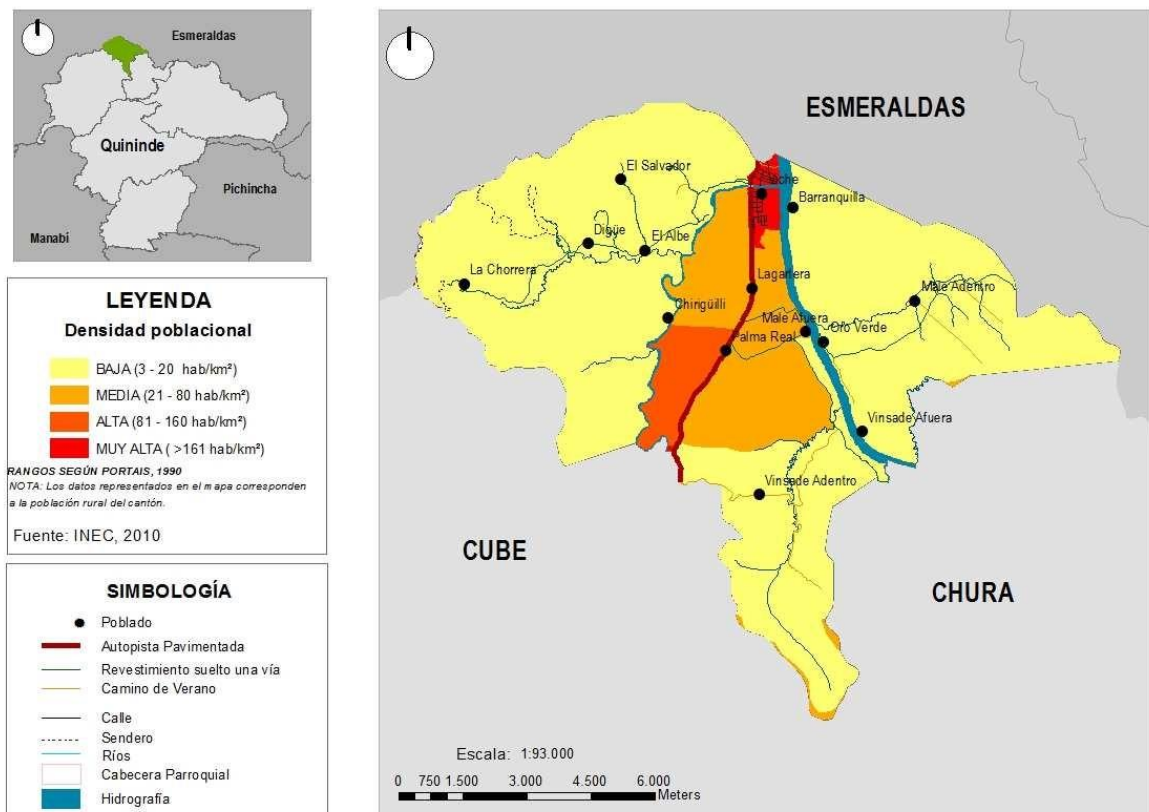 Esmeraldas
Quininde
Pichincha
Manabi
LEYENDA
Densidad poblacional
BAJA (3 - 20 hab/km²)
MEDIA (21 - 80 hab/km²)
ALTA (81 - 160 hab/km²)
MUY ALTA ( >161 hab/km²)
RANGOS SEGÚN PORTAIS, 1990
NOTA: Los datos representados en el mapa corresponden
a la población rural del cantón.
Fuente: INEC, 2010
SIMBOLOGÍA
Poblado
Autopista Pavimentada
Revestimiento suelto una vía
Camino de Verano
Calle
Sendero
Ríos
Cabecera Parroquial
Hidrografía
ESMERALDAS
El Salvador
Barranquilla
Digüe
El Albe
La Chorrera
Laganera
Male Adentro
Chirigüilli
Male Afuera
Oro Verde
Palma Real
Vinsade Afuera
Vinsade Adentro
CUBE
CHURA
Escala: 1:93.000
0 750 1.500 3.000 4.500 6.000
Meters